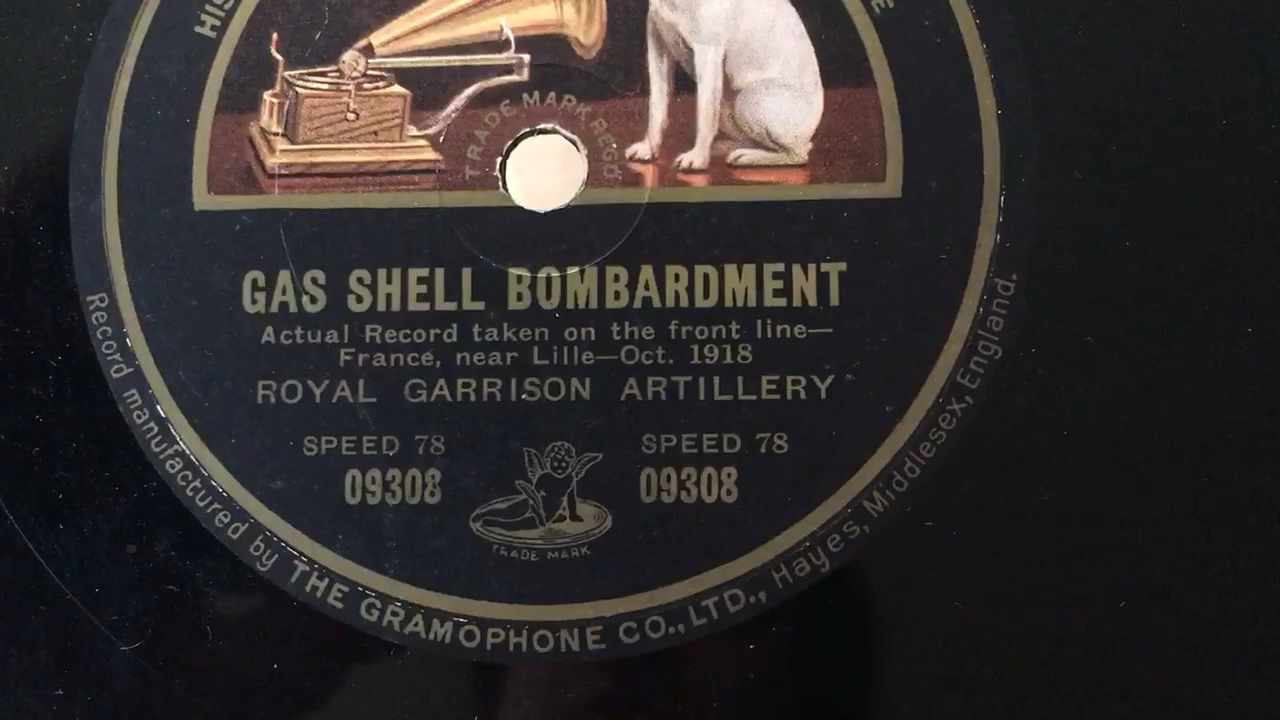 HIS
TRADE MARK REGD
GAS SHELL BOMBARDMENT
Actual Record taken on the front line—
France, near Lille—Oct. 1918
ROYAL GARRISON ARTILLERY
SPEED 78 SPEED 78
09308 09308
TRADE MARK
Record manufactured by THE GRAMOPHONE CO., LTD., Hayes, Middlesex, England.